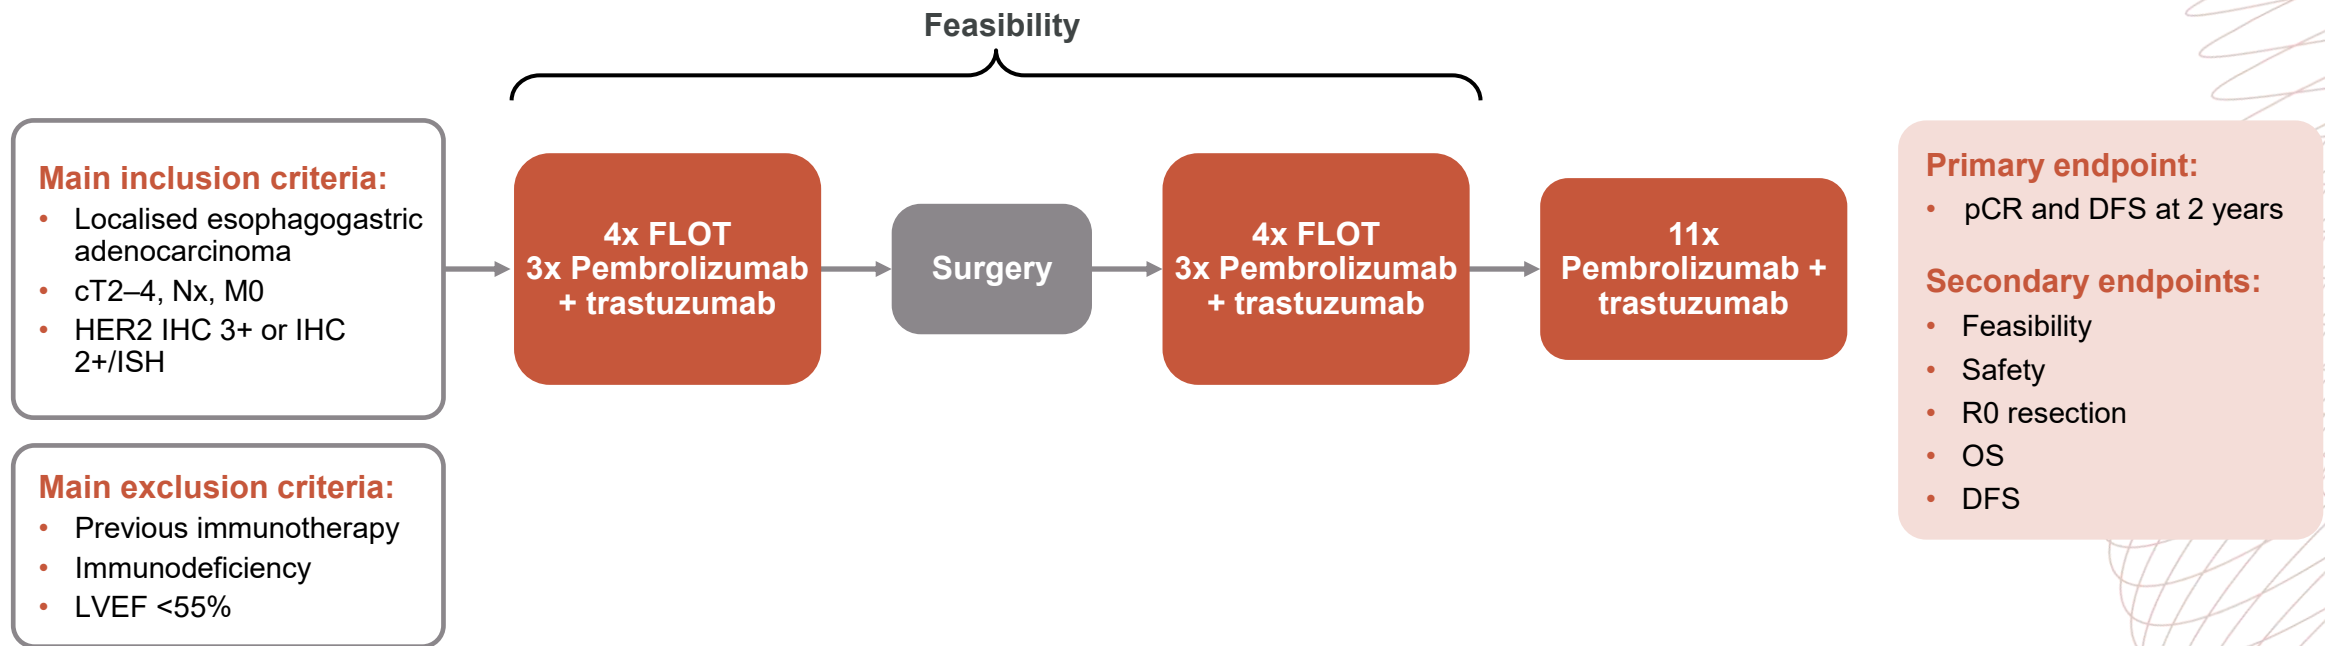 Feasibility
Main inclusion criteria:
• Localised esophagogastric
adenocarcinoma
• cT2–4, Nx, M0
• HER2 IHC 3+ or IHC
2+/ISH
Main exclusion criteria:
• Previous immunotherapy
• Immunodeficiency
• LVEF <55%
4x FLOT
3x Pembrolizumab
+ trastuzumab
Surgery
4x FLOT
3x Pembrolizumab
+ trastuzumab
11x
Pembrolizumab +
trastuzumab
Primary endpoint:
• pCR and DFS at 2 years
Secondary endpoints:
• Feasibility
• Safety
• R0 resection
• OS
• DFS